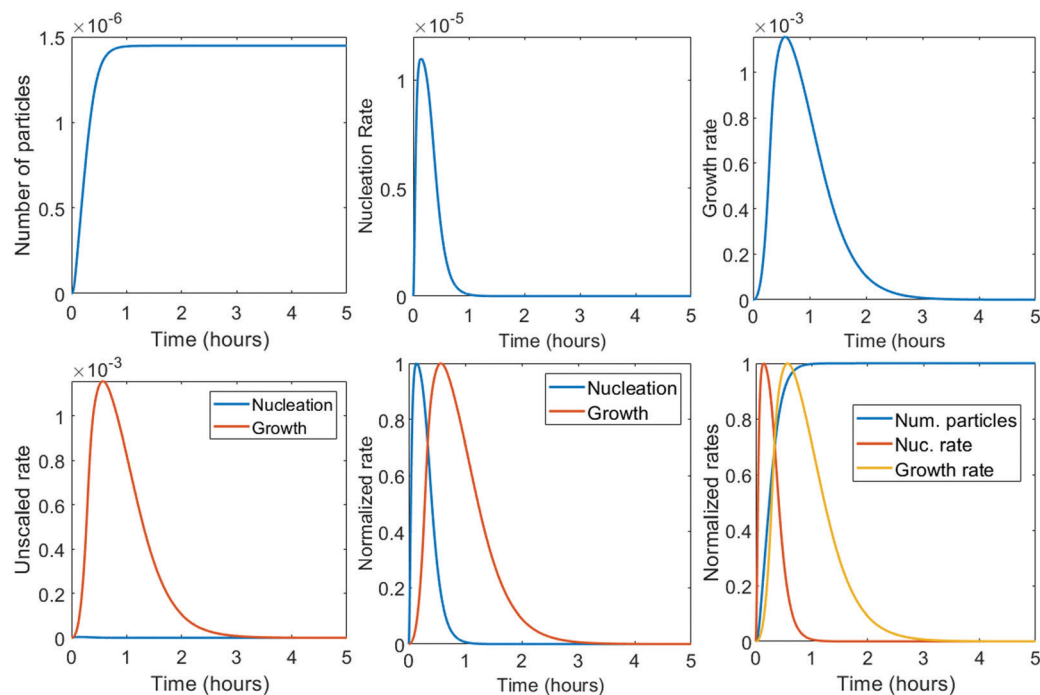 ×10^-6
1.5
1
0.5
0
Number of particles
0 1 2 3 4 5
Time (hours)
×10^-5
1
0.5
0
Nucleation Rate
0 1 2 3 4 5
Time (hours)
×10^-3
1
0.8
0.6
0.4
0.2
0
Growth rate
0 1 2 3 4 5
Time (hours
×10^-3
1
0.8
0.6
0.4
0.2
0
Unscaled rate
Nucleation
Growth
0 1 2 3 4 5
Time (hours)
1
0.8
0.6
0.4
0.2
0
Normalized rate
Nucleation
Growth
0 1 2 3 4 5
Time (hours)
1
0.8
0.6
0.4
0.2
0
Normalized rates
Num. particles
Nuc. rate
Growth rate
0 1 2 3 4 5
Time (hours)